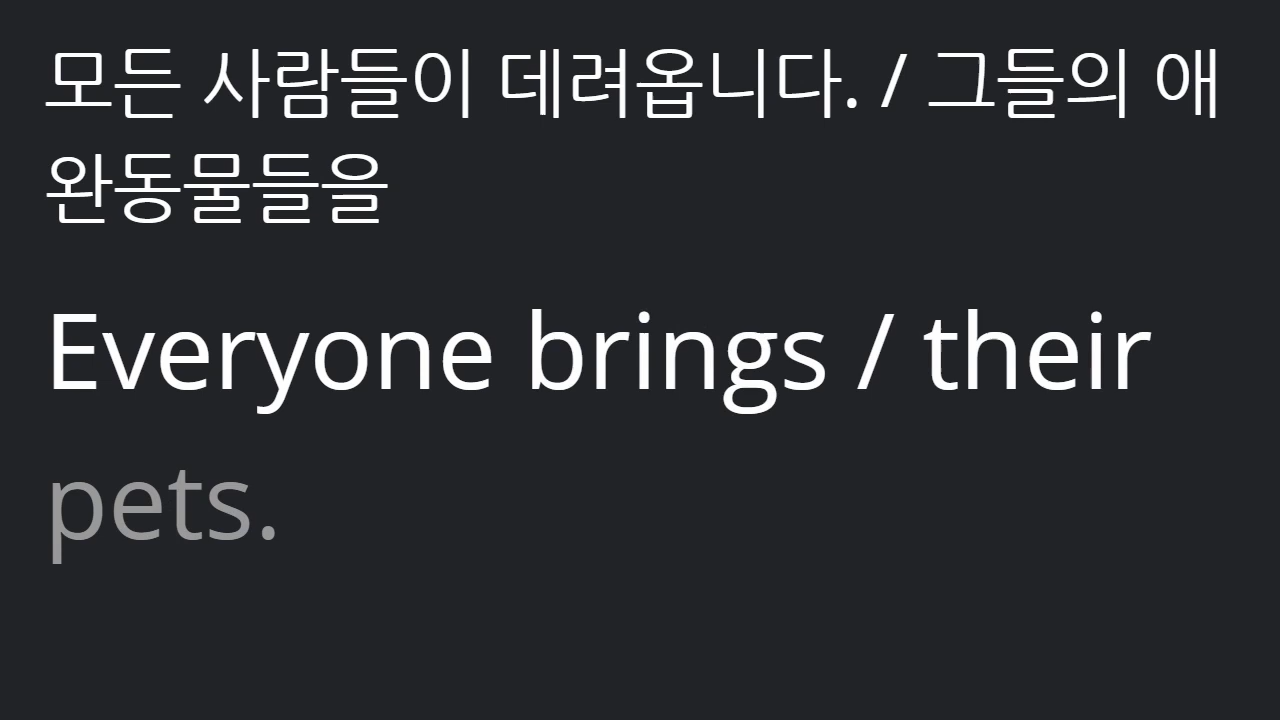 모든 사람들이 데려옵니다. / 그들의 애
완동물들을
Everyone brings / their
pets.